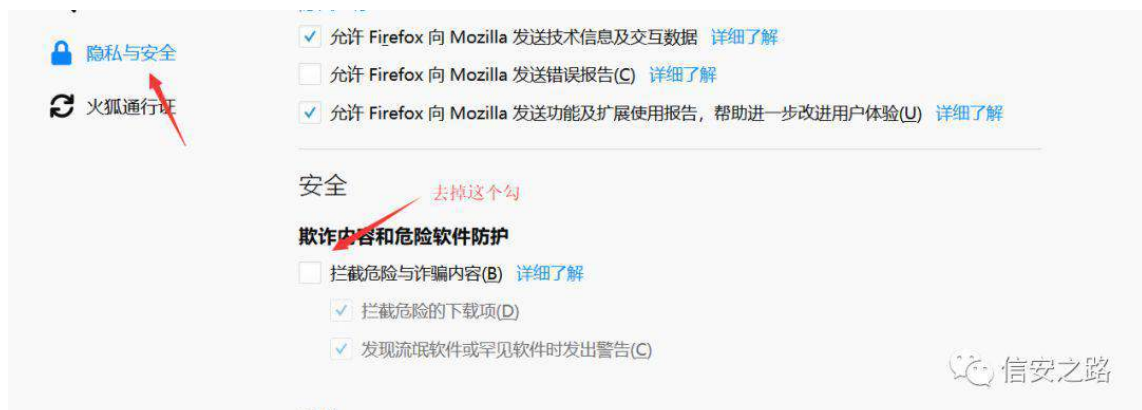 允许 Firefox 向 Mozilla 发送技术信息及交互数据 详细了解
隐私与安全
允许 Firefox 向 Mozilla 发送错误报告(C) 详细了解
火狐通行证
允许 Firefox 向 Mozilla 发送功能及扩展使用报告，帮助进一步改进用户体验(U) 详细了解
安全
去掉这个勾
欺诈内容和危险软件防护
拦截危险与诈骗内容(B) 详细了解
拦截危险的下载项(D)
发现流氓软件或罕见软件时发出警告(C)
信安之路